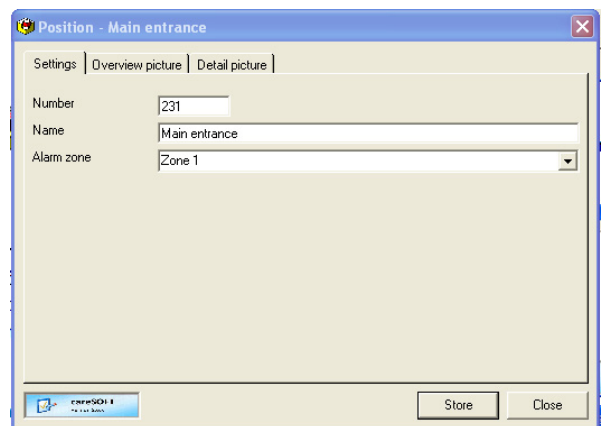 Position - Main entrance
Settings Overview picture Detail picture
Number 231
Name Main entrance
Alarm zone Zone 1
careSOFT
Store Close